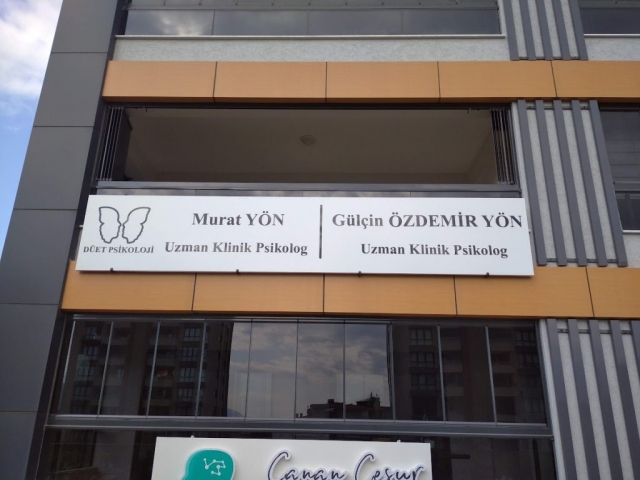 DÜET PSİKOLOJİ
Murat YÖN
Uzman Klinik Psikolog
Gülçin ÖZDEMİR YÖN
Uzman Klinik Psikolog
Canan Cesur